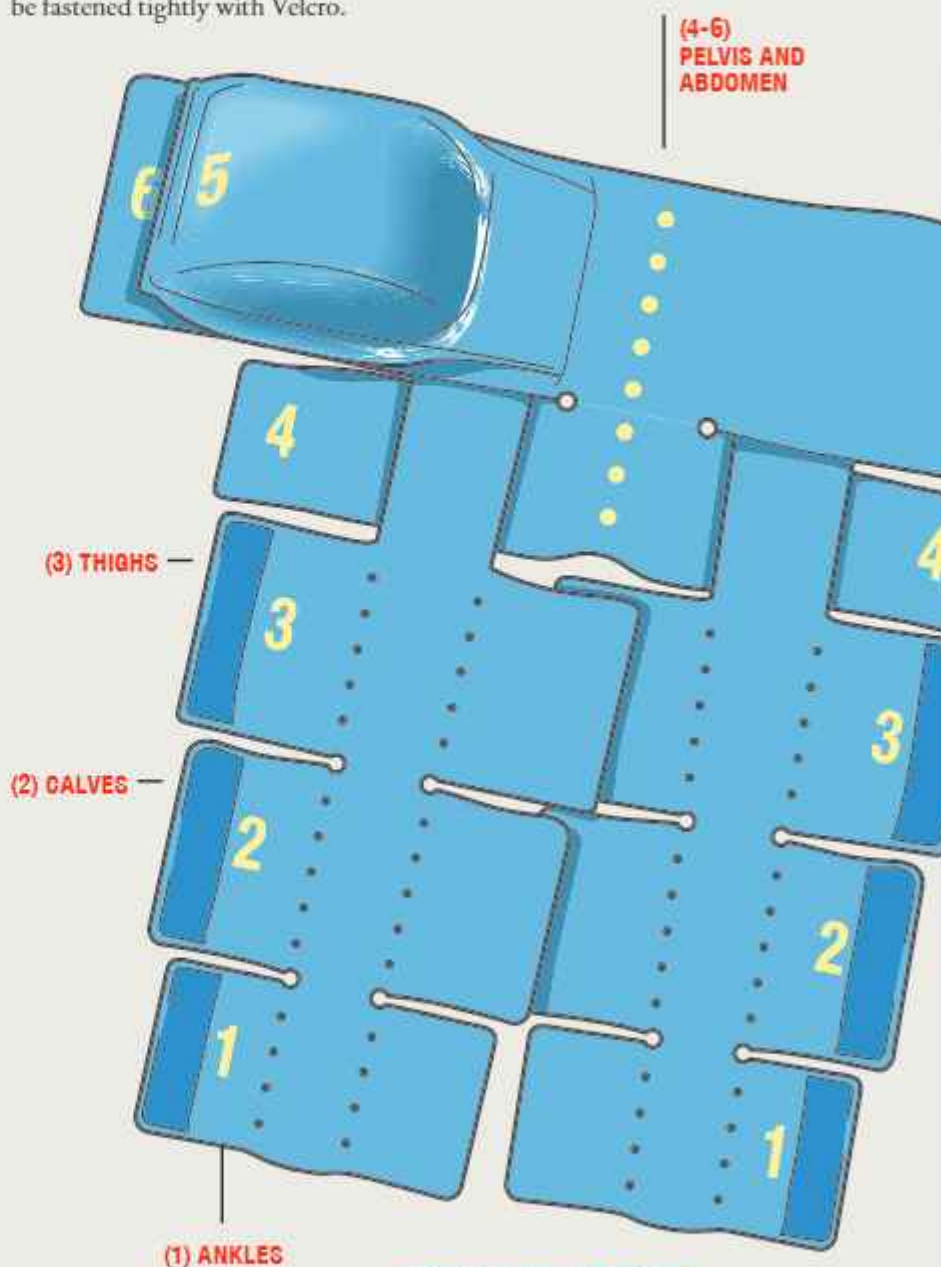 be fastened tightly with Velcro.
(4-6)
PELVIS AND
ABDOMEN
6
5
4
4
(3) THIGHS
3
3
(2) CALVES
2
2
1
1
(1) ANKLES